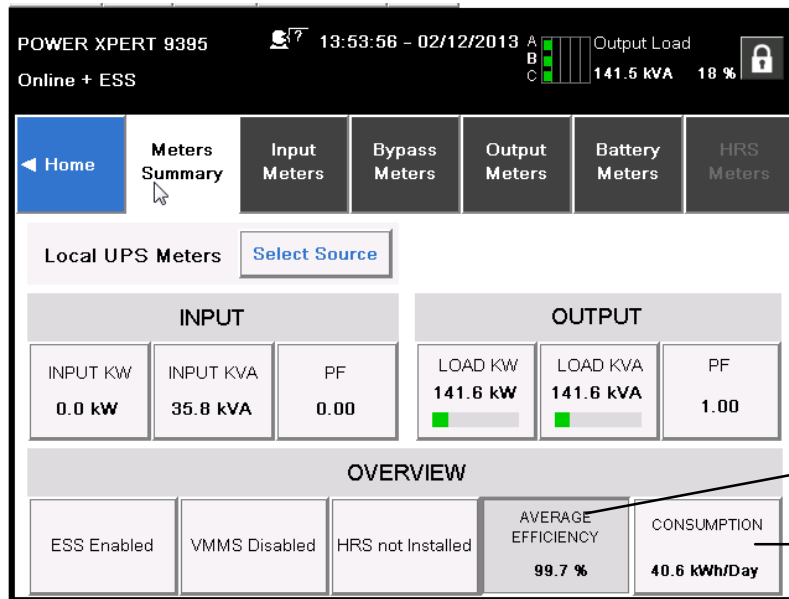 POWER XPERT 9395
? 13:53:56 - 02/12/2013
Online + ESS
A
B
C
Output Load
141.5 kVA 18 %
Home
Meters
Summary
Input
Meters
Bypass
Meters
Output
Meters
Battery
Meters
HRS
Meters
Local UPS Meters
Select Source
INPUT
OUTPUT
INPUT KW
0.0 kW
INPUT KVA
35.8 kVA
PF
0.00
LOAD KW
141.6 kW
LOAD KVA
141.6 kVA
PF
1.00
OVERVIEW
ESS Enabled
VMMS Disabled
HRS not Installed
AVERAGE
EFFICIENCY
99.7 %
CONSUMPTION
40.6 kWh/Day